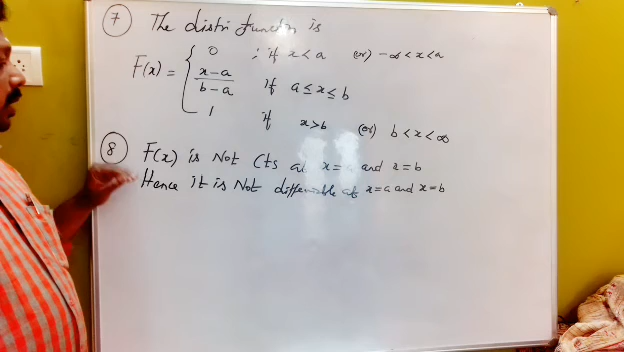 7 The distri function is
0 ; if x < a (or) -∞ < x < a
F(x) = x-a / b-a if a ≤ x ≤ b
1 if x > b (or) b < x < ∞
8 F(x) is Not Cts at x = a and x = b
Hence it is Not at x = a and x = b